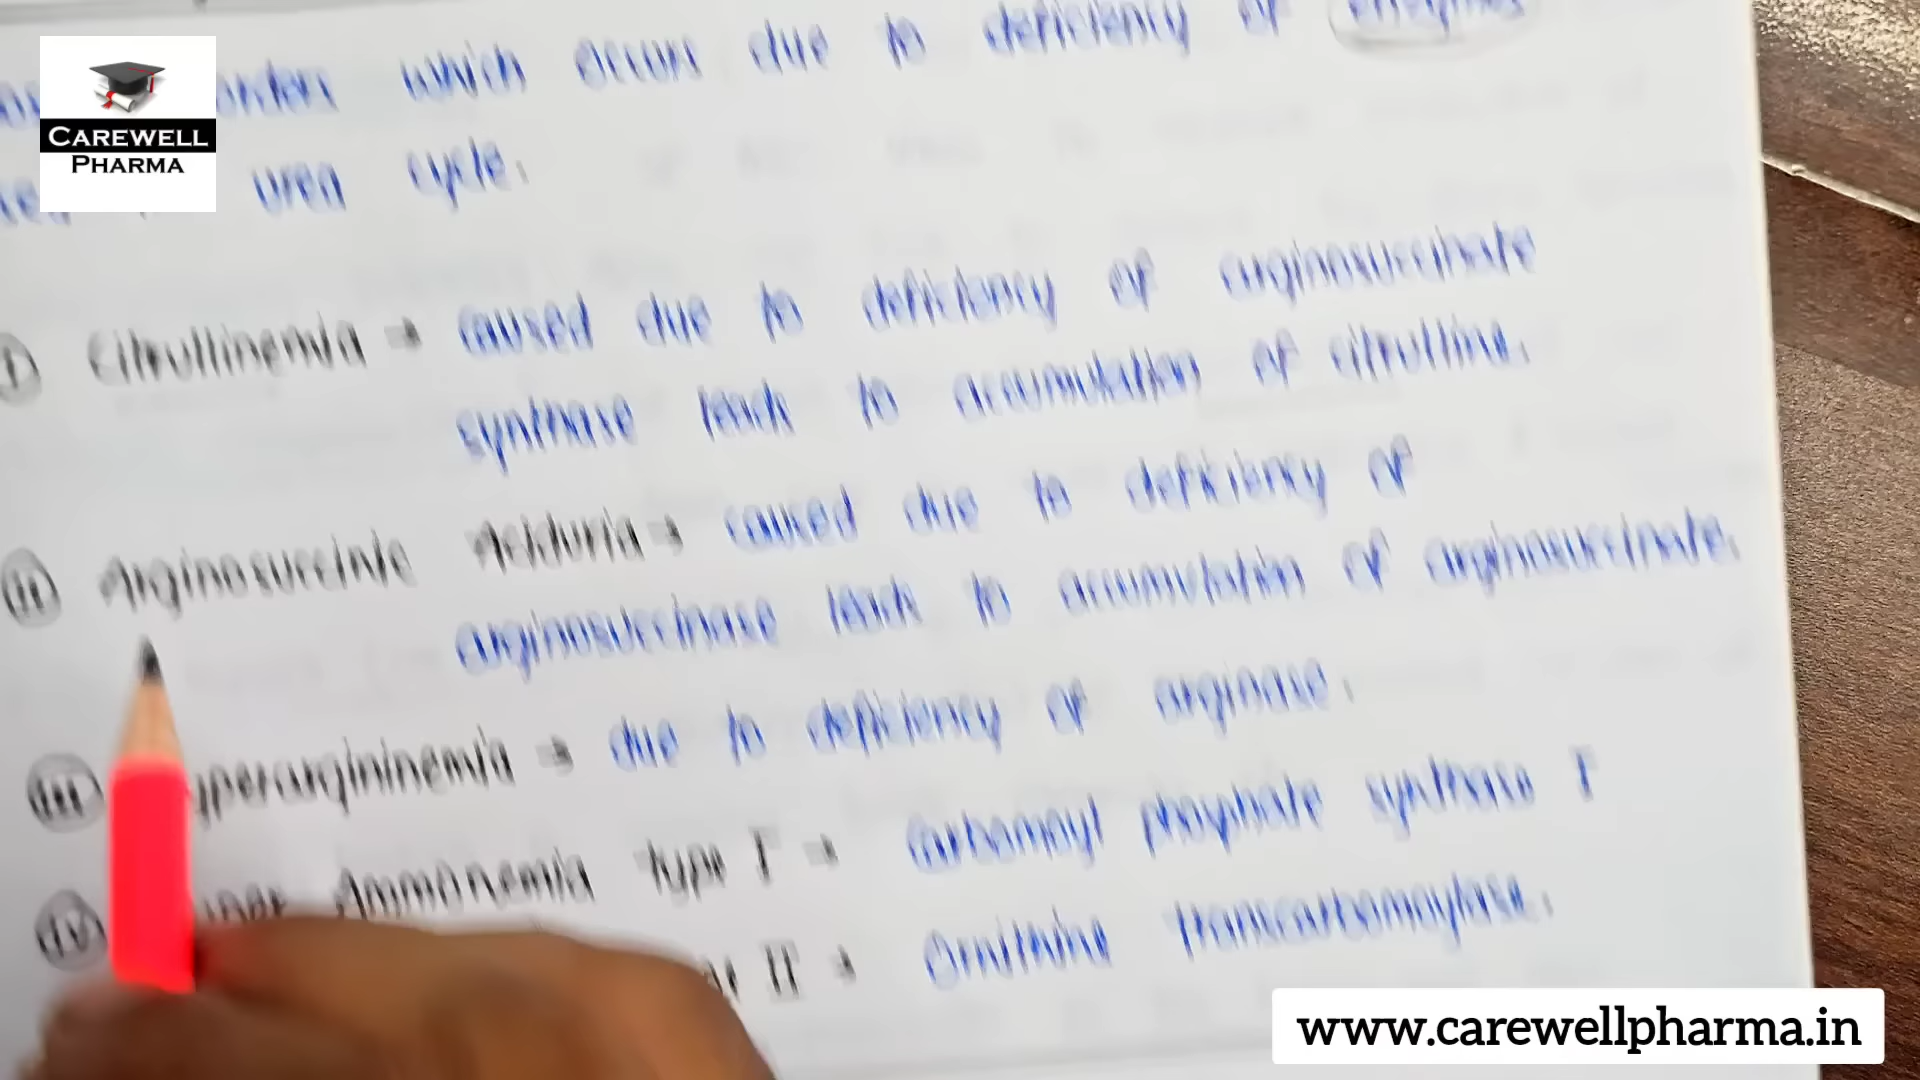 CAREWELL
PHARMA
which occurs due to deficiency of enzymes
urea cycle.
i) Citrullinemia → caused due to deficiency of arginosuccinate
synthase leads to accumulation of citrulline.
ii) Arginosuccinic Aciduria → caused due to deficiency of
arginosuccinase leads to accumulation of arginosuccinate.
iii) yperargininemia → due to deficiency of arginase.
iv) Ammonemia Type I → carbamoyl phosphate synthase I
II → Ornithine transcarbamoylase.
www.carewellpharma.in